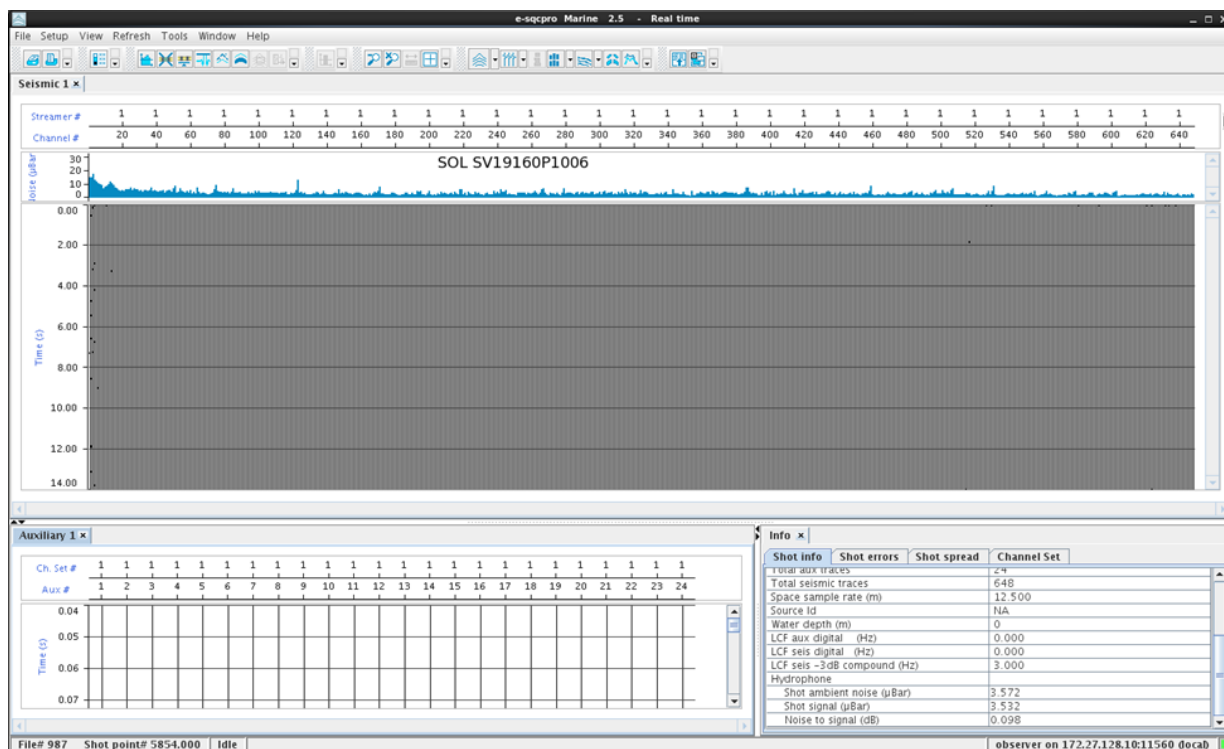 e-sqcpro Marine 2.5 - Real time
File Setup View Refresh Tools Window Help
Seismic 1
Streamer # 1 1 1 1 1 1 1 1 1 1 1 1 1 1 1 1 1 1 1 1 1 1 1 1 1 1 1 1 1 1 1 1
Channel # 20 40 60 80 100 120 140 160 180 200 220 240 260 280 300 320 340 360 380 400 420 440 460 480 500 520 540 560 580 600 620 640
SOL SV19160P1006
Noise (µBar)
30
20
10
0
Time (s)
0.00
2.00
4.00
6.00
8.00
10.00
12.00
14.00
Auxiliary 1
Ch. Set # 1 1 1 1 1 1 1 1 1 1 1 1 1 1 1 1 1 1 1 1 1 1 1 1
Aux # 1 2 3 4 5 6 7 8 9 10 11 12 13 14 15 16 17 18 19 20 21 22 23 24
Time (s)
0.04
0.05
0.06
0.07
Info
Shot info Shot errors Shot spread Channel Set
Total aux traces 24
Total seismic traces 648
Space sample rate (m) 12.500
Source Id NA
Water depth (m) 0
LCF aux digital (Hz) 0.000
LCF seis digital (Hz) 0.000
LCF seis -3dB compound (Hz) 3.000
Hydrophone
Shot ambient noise (µBar) 3.572
Shot signal (µBar) 3.532
Noise to signal (dB) 0.098
File# 987 Shot point# 5854.000 Idle observer on 172.27.128.10:11560 (local)